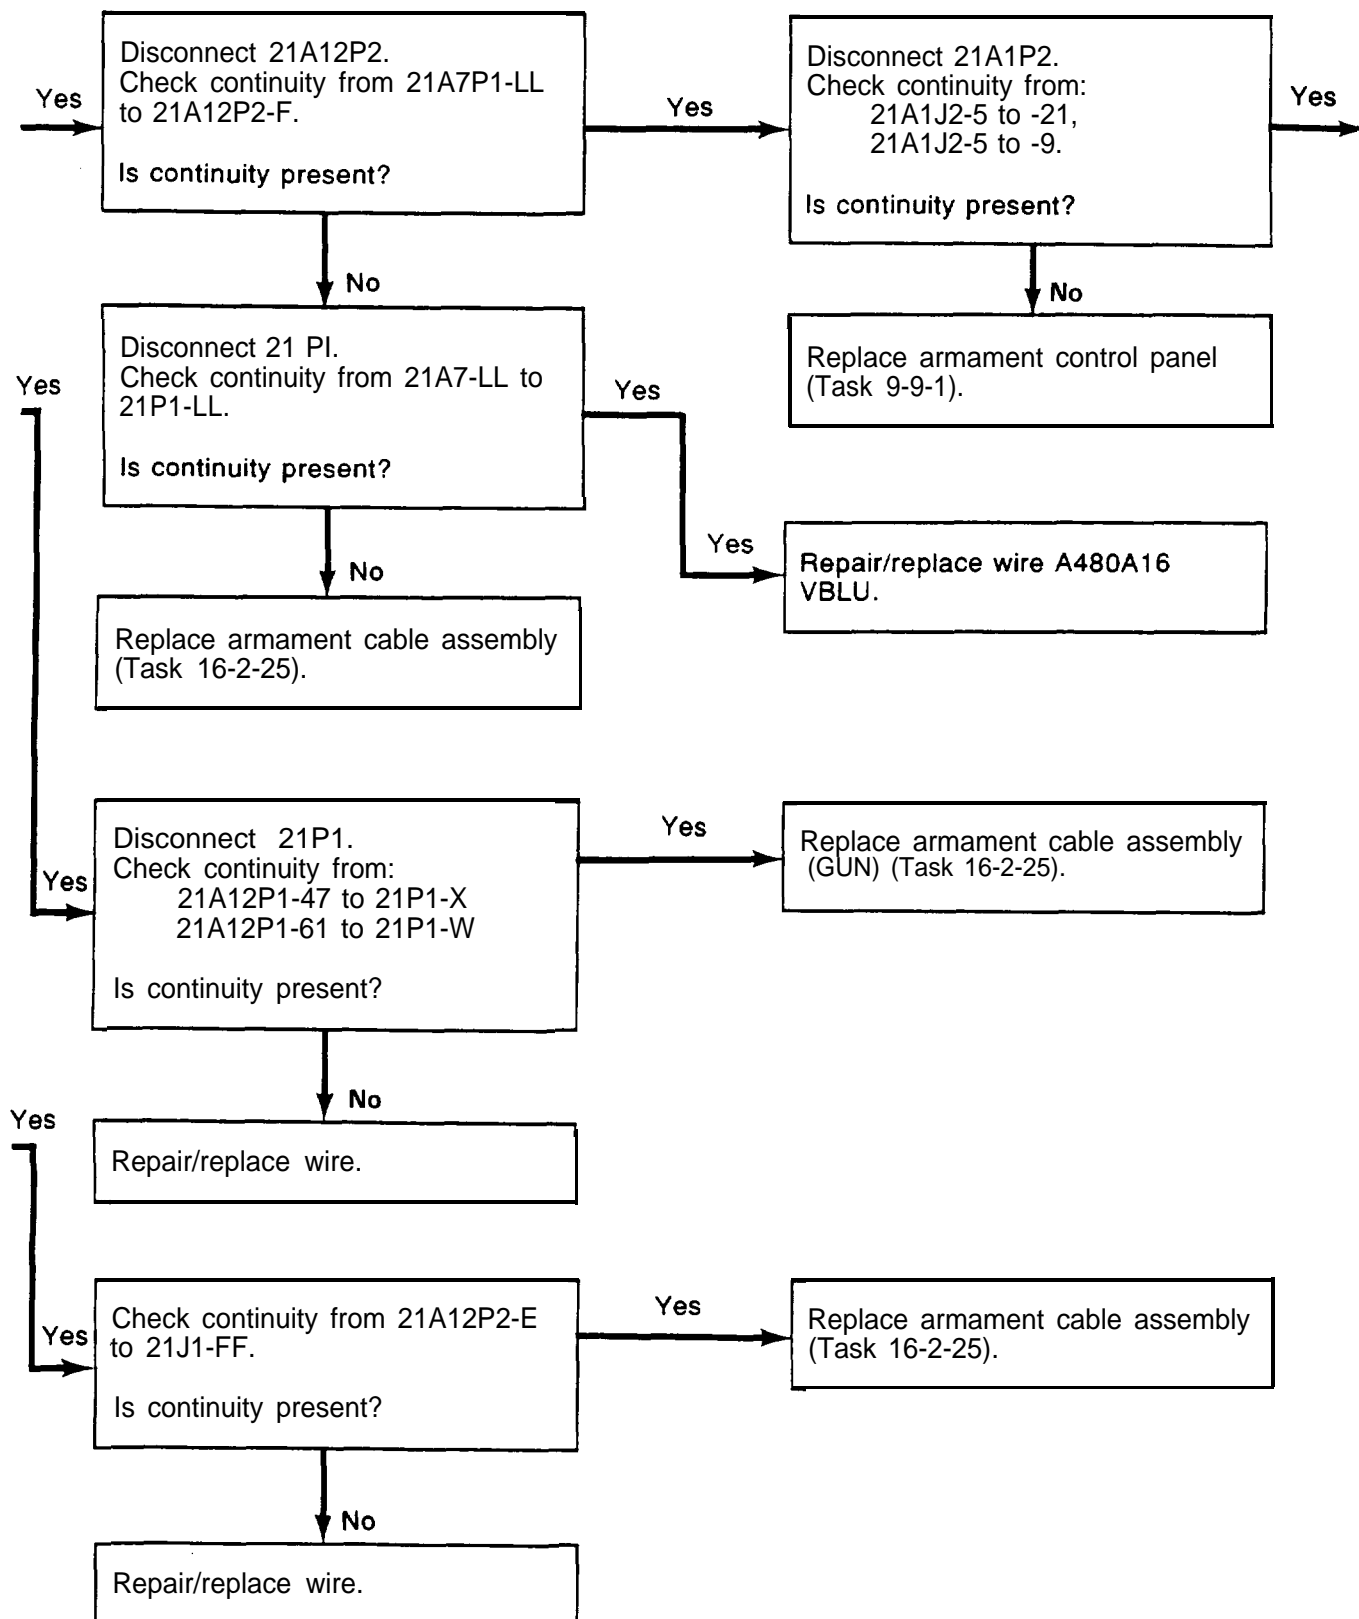 Yes
Disconnect 21A12P2.
Check continuity from 21A7P1-LL
to 21A12P2-F.
Is continuity present?
Yes
Disconnect 21A1P2.
Check continuity from:
21A1J2-5 to -21,
21A1J2-5 to -9.
Is continuity present?
Yes
No
No
Replace armament control panel
(Task 9-9-1).
Yes
Disconnect 21 PI.
Check continuity from 21A7-LL to
21P1-LL.
Is continuity present?
Yes
Yes
Repair/replace wire A480A16
VBLU.
No
Replace armament cable assembly
(Task 16-2-25).
Yes
Disconnect 21P1.
Check continuity from:
21A12P1-47 to 21P1-X
21A12P1-61 to 21P1-W
Is continuity present?
Yes
Replace armament cable assembly
(GUN) (Task 16-2-25).
No
Repair/replace wire.
Yes
Yes
Check continuity from 21A12P2-E
to 21J1-FF.
Is continuity present?
Yes
Replace armament cable assembly
(Task 16-2-25).
No
Repair/replace wire.